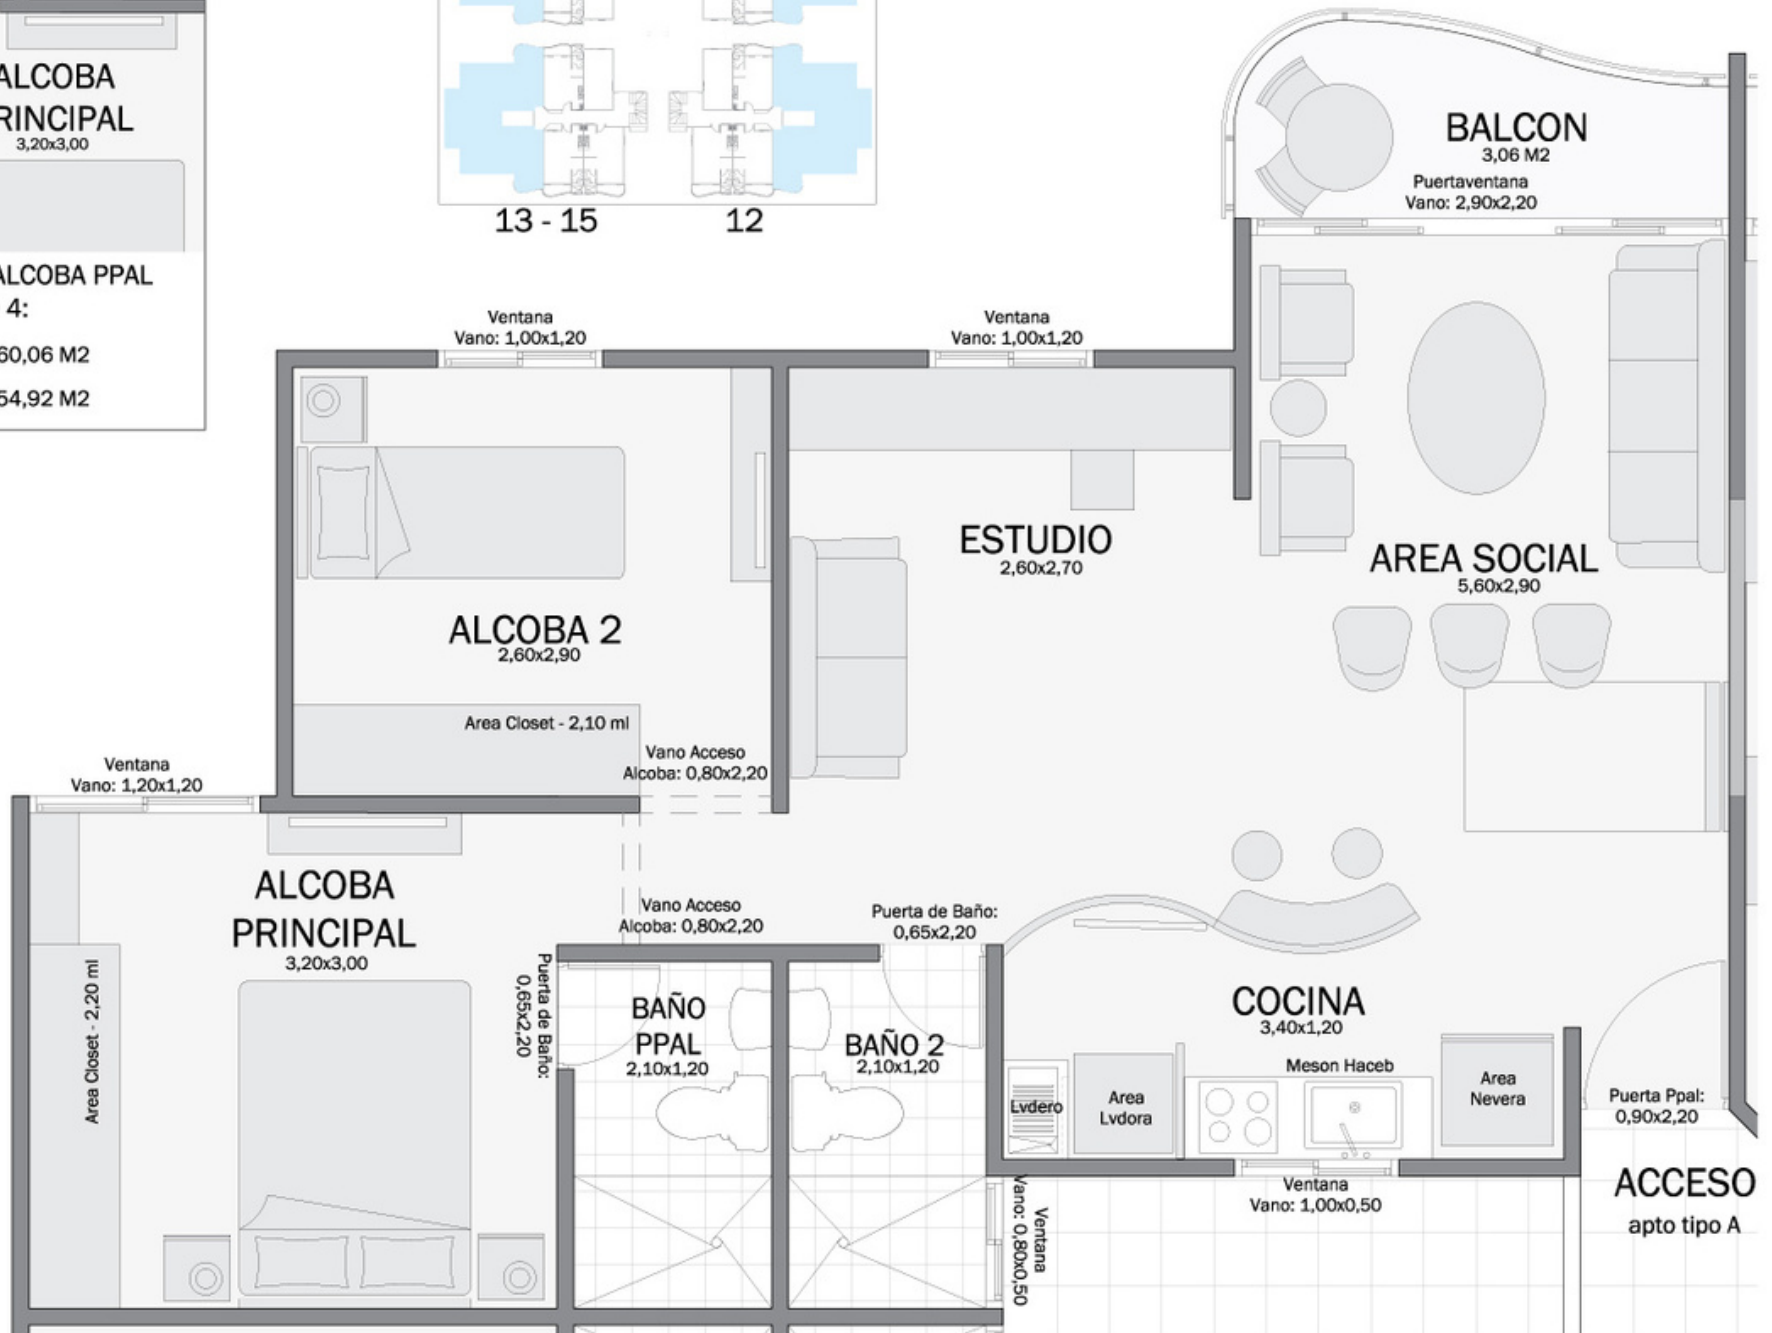 ALCOBA
PRINCIPAL
3,20x3,00
ALCOBA PPAL
4:
60,06 M2
54,92 M2
13 - 15
12
BALCON
3,06 M2
Puertaventana
Vano: 2,90x2,20
Ventana
Vano: 1,00x1,20
Ventana
Vano: 1,00x1,20
ESTUDIO
2,60x2,70
AREA SOCIAL
5,60x2,90
ALCOBA 2
2,60x2,90
Area Closet - 2,10 ml
Vano Acceso
Alcoba: 0,80x2,20
Ventana
Vano: 1,20x1,20
ALCOBA
PRINCIPAL
3,20x3,00
Vano Acceso
Alcoba: 0,80x2,20
Puerta de Baño:
0,65x2,20
Area Closet - 2,20 ml
Puerta de Baño:
0,65x2,20
BAÑO
PPAL
2,10x1,20
BAÑO 2
2,10x1,20
COCINA
3,40x1,20
Meson Haceb
Lvdero
Area
Lvdora
Area
Nevera
Puerta Ppal:
0,90x2,20
Ventana
Vano: 1,00x0,50
Ventana
Vano: 0,80x0,50
ACCESO
apto tipo A